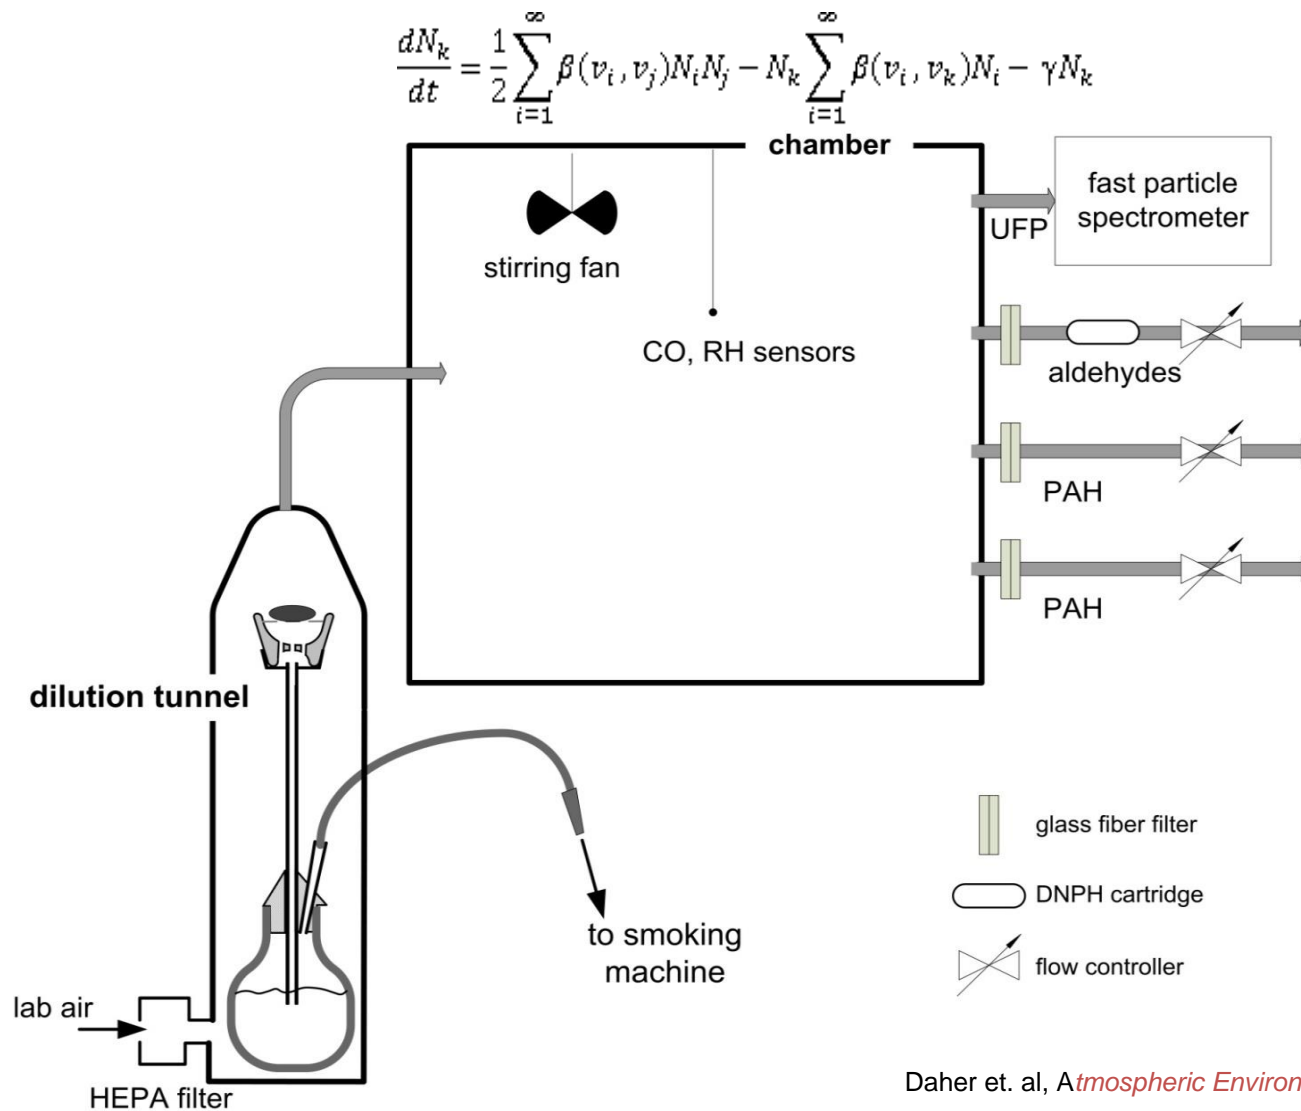 dN_k/dt = 1/2 ∑_{i=1}^{∞} β(v_i, v_j)N_iN_j − N_k ∑_{i=1}^{∞} β(v_i, v_k)N_i − γN_k
chamber
fast particle
spectrometer
UFP
stirring fan
CO, RH sensors
aldehydes
PAH
PAH
dilution tunnel
glass fiber filter
DNPH cartridge
to smoking
machine
flow controller
lab air
HEPA filter
Daher et. al, Atmospheric Environ